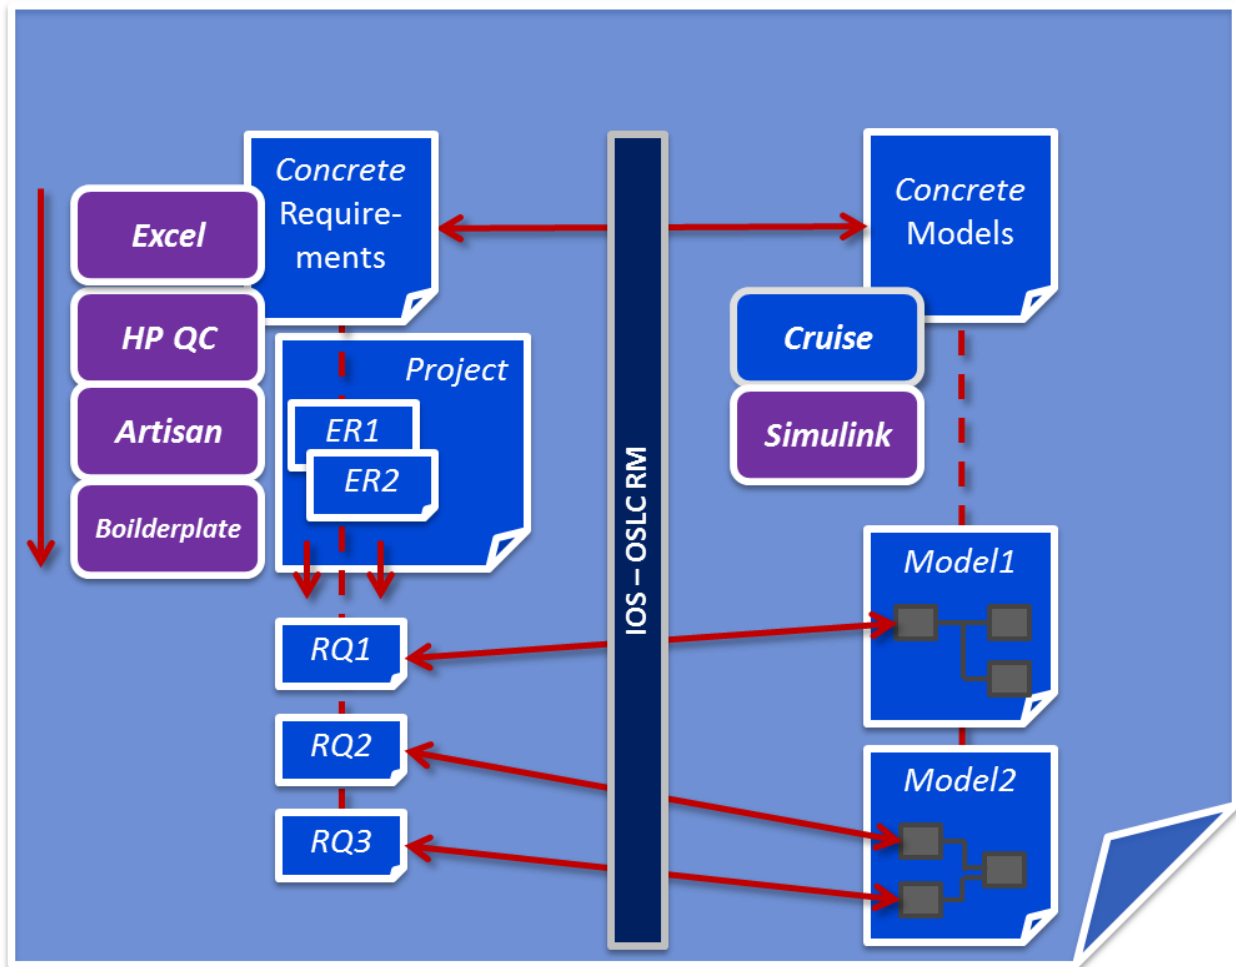 Concrete
Require-
ments
Excel
HP QC
Artisan
Boilderplate
Project
ER1
ER2
RQ1
RQ2
RQ3
IOS – OSLC RM
Concrete
Models
Cruise
Simulink
Model1
Model2